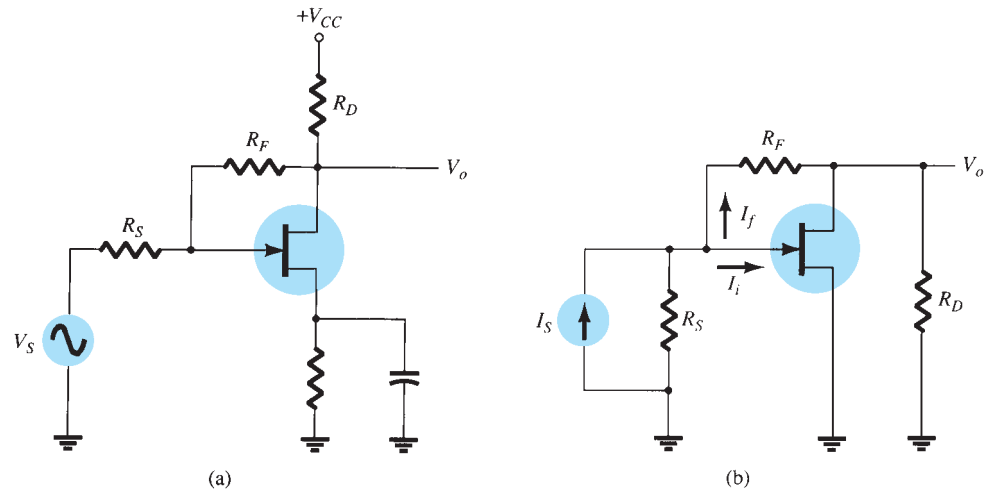 +V_CC
R_D
R_F
V_o
R_S
V_S
(a)
R_F
V_o
I_f
I_i
I_S
R_S
R_D
(b)